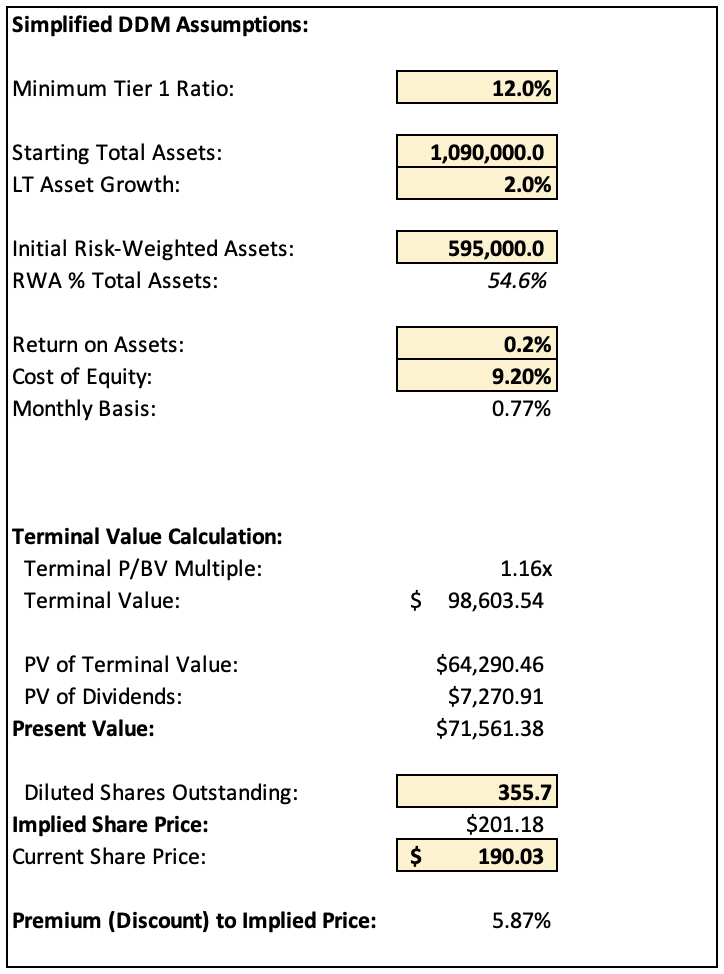 Simplified DDM Assumptions:
Minimum Tier 1 Ratio: 12.0%
Starting Total Assets: 1,090,000.0
LT Asset Growth: 2.0%
Initial Risk-Weighted Assets: 595,000.0
RWA % Total Assets: 54.6%
Return on Assets: 0.2%
Cost of Equity: 9.20%
Monthly Basis: 0.77%
Terminal Value Calculation:
Terminal P/BV Multiple: 1.16x
Terminal Value: $ 98,603.54
PV of Terminal Value: $64,290.46
PV of Dividends: $7,270.91
Present Value: $71,561.38
Diluted Shares Outstanding: 355.7
Implied Share Price: $201.18
Current Share Price: $ 190.03
Premium (Discount) to Implied Price: 5.87%